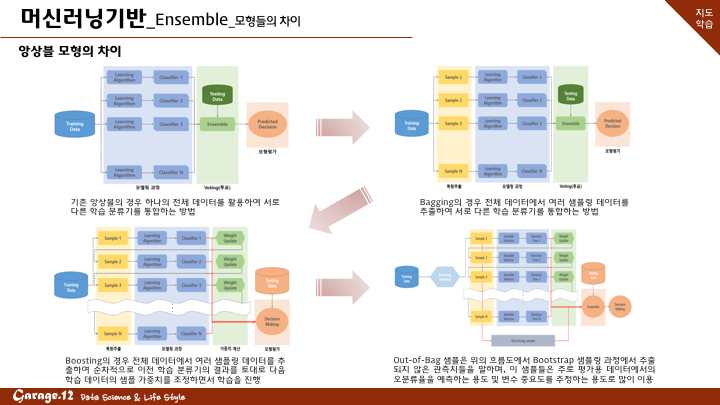 머신러닝기반_Ensemble_모형들의 차이
지도
학습
앙상블 모형의 차이
Training
Data
Learning
Algorithm
Classifier 1
Learning
Algorithm
Classifier 2
Learning
Algorithm
Classifier 3
Learning
Algorithm
Classifier N
Testing
Data
Ensemble
Predicted
Decision
모형평가
모델링 과정
Voting(투표)
기존 앙상블의 경우 하나의 전체 데이터를 활용하여 서로
다른 학습 분류기를 통합하는 방법
Training
Data
Sample 1
Learning
Algorithm
Classifier 1
Sample 2
Learning
Algorithm
Classifier 2
Sample 3
Learning
Algorithm
Classifier 3
Sample N
Learning
Algorithm
Classifier N
Testing
Data
Ensemble
Predicted
Decision
모형평가
복원추출
모델링 과정
Voting(투표)
Bagging의 경우 전체 데이터에서 여러 샘플링 데이터를
추출하여 서로 다른 학습 분류기를 통합하는 방법
Training
Data
Sample 1
Learning
Algorithm
Classifier 1
Weight
Update
Sample 2
Learning
Algorithm
Classifier 2
Weight
Update
Sample 3
Learning
Algorithm
Classifier 3
Weight
Update
Sample N
Learning
Algorithm
Classifier N
Testing
Data
Decision
Making
복원추출
모델링 과정
가중치 계산
모형평가
Boosting의 경우 전체 데이터에서 여러 샘플링 데이터를 추
출하여 순차적으로 이전 학습 분류기의 결과를 토대로 다음
학습 데이터의 샘플 가중치를 조정하면서 학습을 진행
Training
Data
Sample 1
Variable
Selection
Decision
Tree 1
Weight
Update
Sample 2
Variable
Selection
Decision
Tree 2
Weight
Update
Sample 3
Variable
Selection
Decision
Tree 3
Weight
Update
Sample N
Variable
Selection
Decision
Tree N
Testing
Data
Ensemble
Decision
Making
Out-of-bag sample
Out-of-Bag 샘플은 위의 흐름도에서 Bootstrap 샘플링 과정에서 추출
되지 않은 관측치들을 말하며, 이 샘플들은 주로 평가용 데이터에서의
오분류율을 예측하는 용도 및 변수 중요도를 추정하는 용도로 많이 이용
Garage.12 Data Science & Life Style